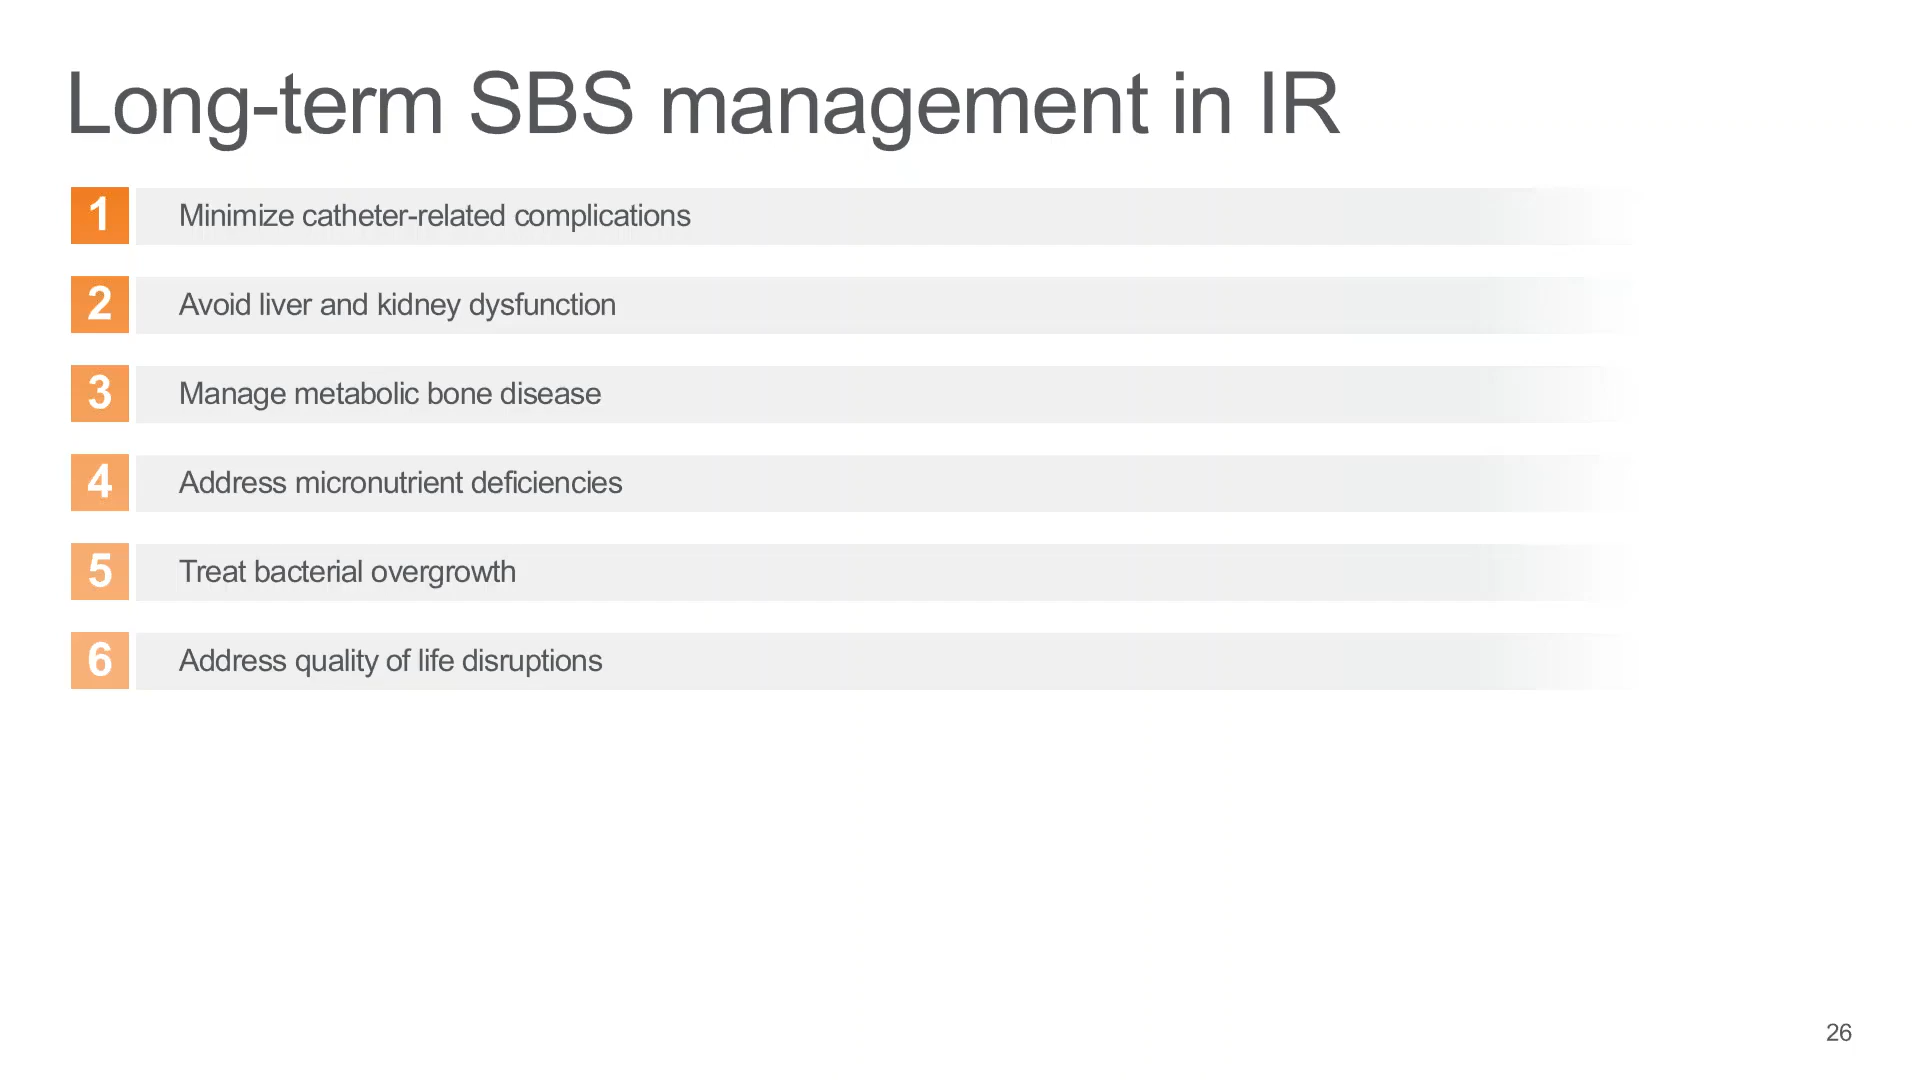 Long-term SBS management in IR
1 Minimize catheter-related complications
2 Avoid liver and kidney dysfunction
3 Manage metabolic bone disease
4 Address micronutrient deficiencies
5 Treat bacterial overgrowth
6 Address quality of life disruptions
26